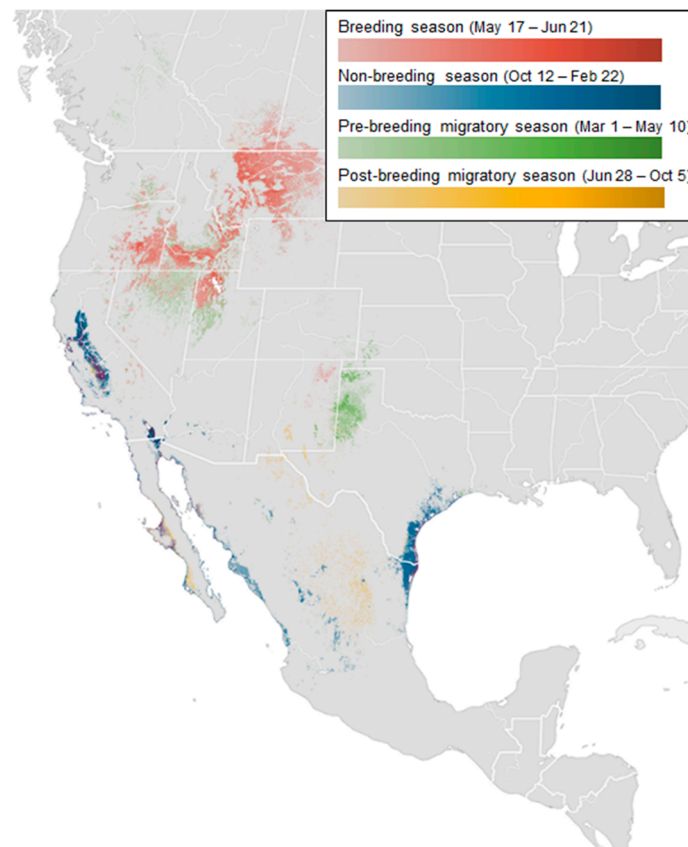 Breeding season (May 17 – Jun 21)
Non-breeding season (Oct 12 – Feb 22)
Pre-breeding migratory season (Mar 1 – May 10)
Post-breeding migratory season (Jun 28 – Oct 5)